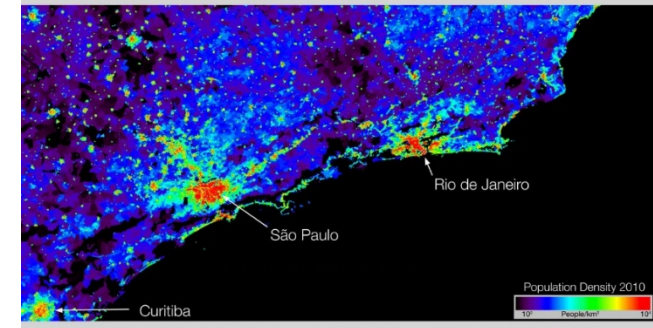 Rio de Janeiro
São Paulo
Curitiba
Population Density 2010
People/km²